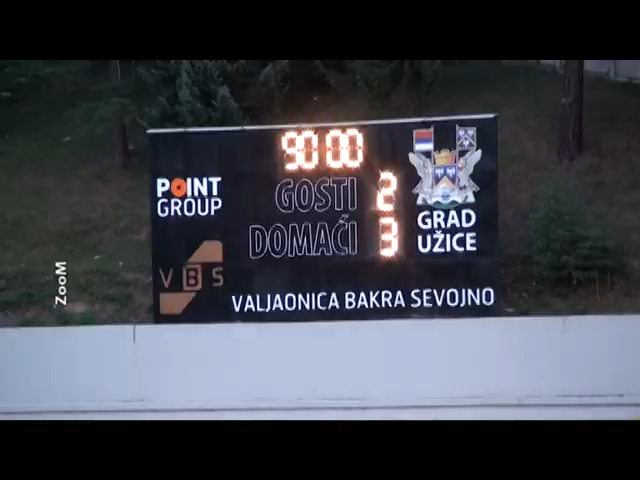 90 00
POINT
GROUP
GOSTI 2
DOMAĆI 3
GRAD
UŽICE
VBS
VALJAONICA BAKRA SEVOJNO
ZooM